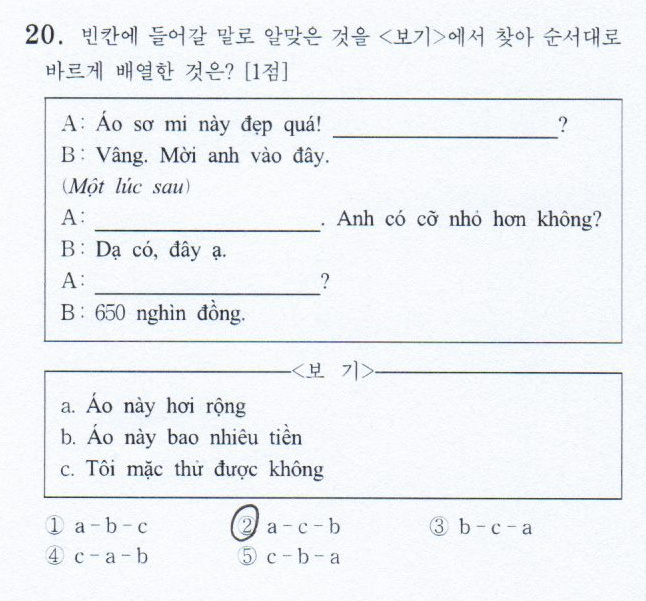 20. 빈칸에 들어갈 말로 알맞은 것을 <보기>에서 찾아 순서대로
바르게 배열한 것은? [1점]
A: Áo sơ mi này đẹp quá! ____________________?
B: Vâng. Mời anh vào đây.
(Một lúc sau)
A: ____________________. Anh có cỡ nhỏ hơn không?
B: Dạ có, đây ạ.
A: ____________________?
B: 650 nghìn đồng.
<보 기>
a. Áo này hơi rộng
b. Áo này bao nhiêu tiền
c. Tôi mặc thử được không
① a-b-c ② a-c-b ③ b-c-a
④ c-a-b ⑤ c-b-a